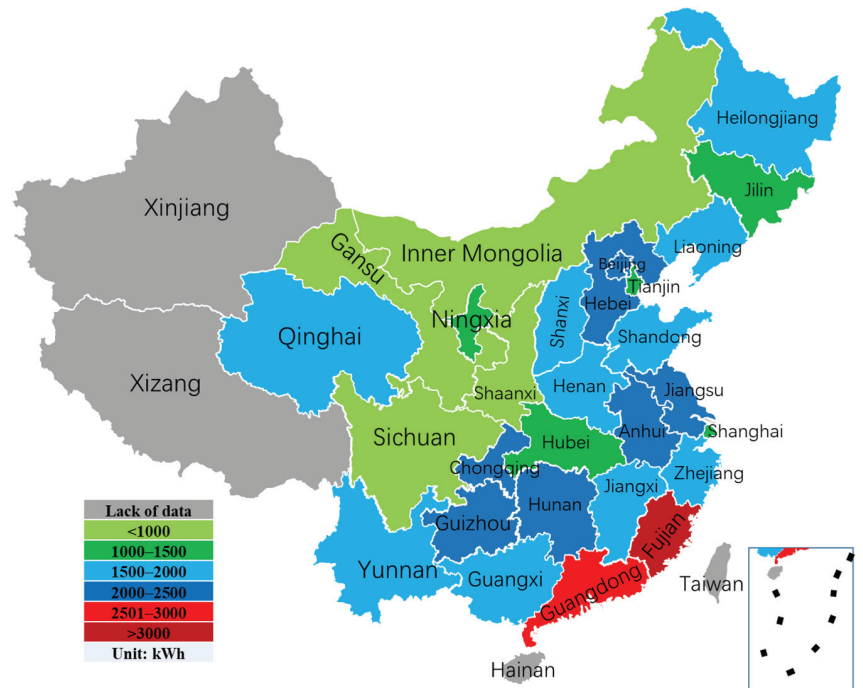 Heilongjiang
Jilin
Xinjiang
Liaoning
Inner Mongolia
Gansu
Beijing
Tianjin
Hebei
Ningxia
Shanxi
Qinghai
Shandong
Xizang
Shaanxi
Henan
Jiangsu
Sichuan
Hubei
Anhui
Shanghai
Chongqing
Zhejiang
Jiangxi
Hunan
Guizhou
Fujian
Yunnan
Guangxi
Guangdong
Taiwan
Hainan
Lack of data
<1000
1000–1500
1500–2000
2000–2500
2501–3000
>3000
Unit: kWh